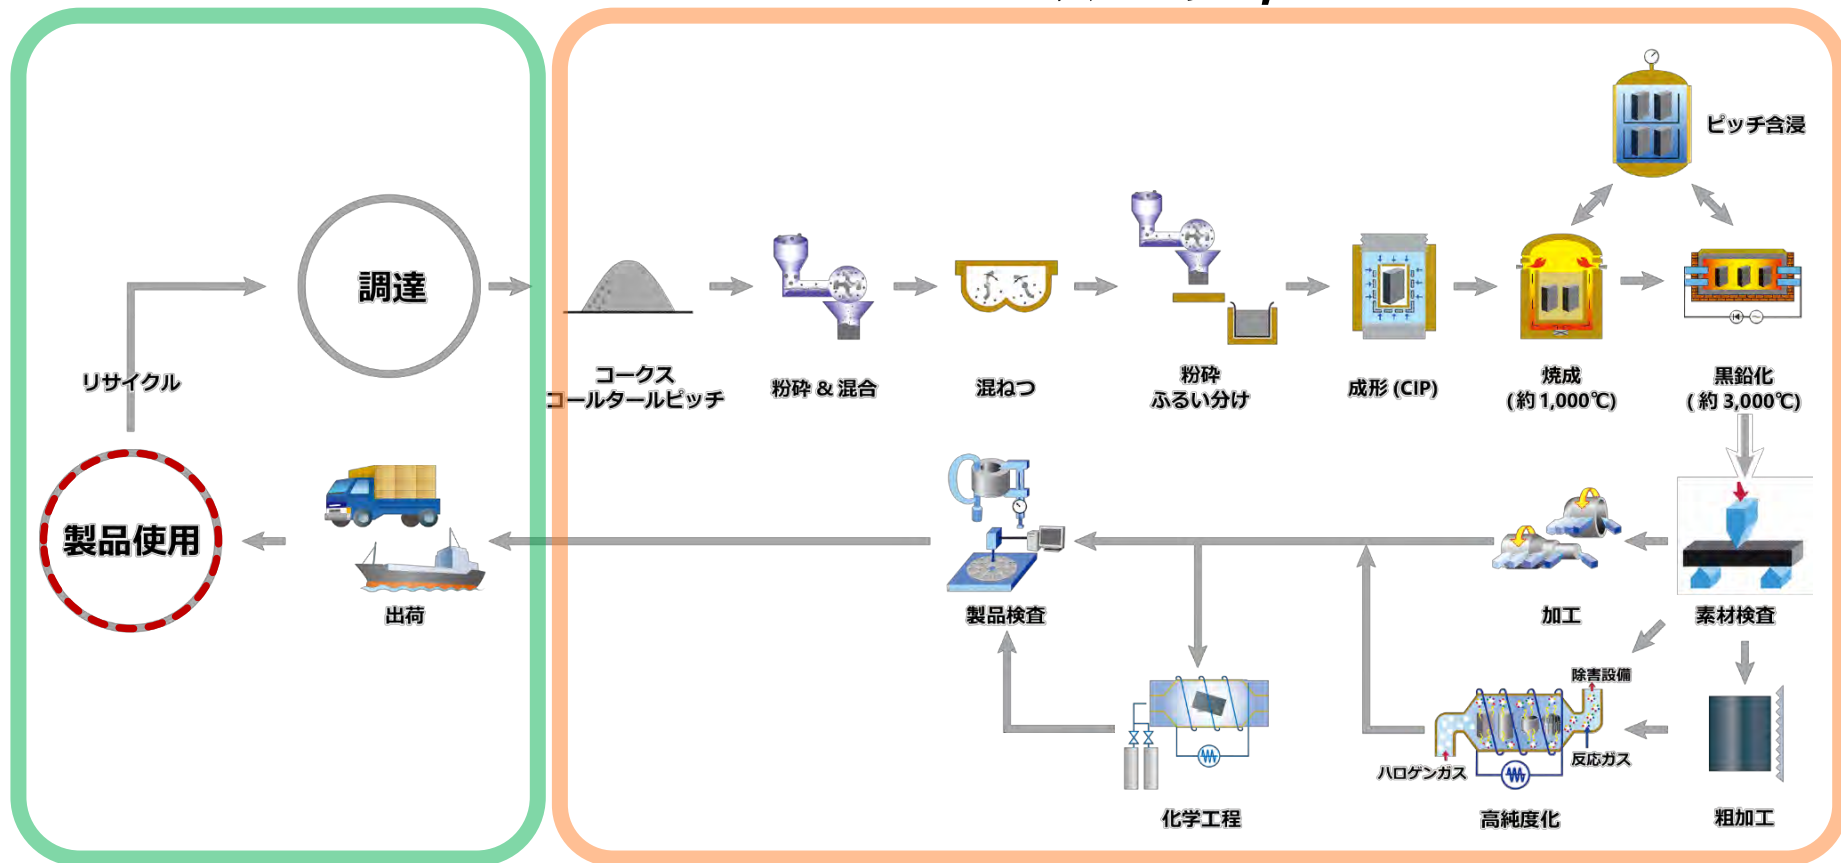 ピッチ含浸
調達
リサイクル
コークス
コールタールピッチ
粉砕 & 混合
混ねつ
粉砕
ふるい分け
成形 (CIP)
焼成
(約1,000℃)
黒鉛化
(約3,000℃)
製品使用
出荷
製品検査
加工
素材検査
除害設備
ハロゲンガス
反応ガス
化学工程
高純度化
粗加工